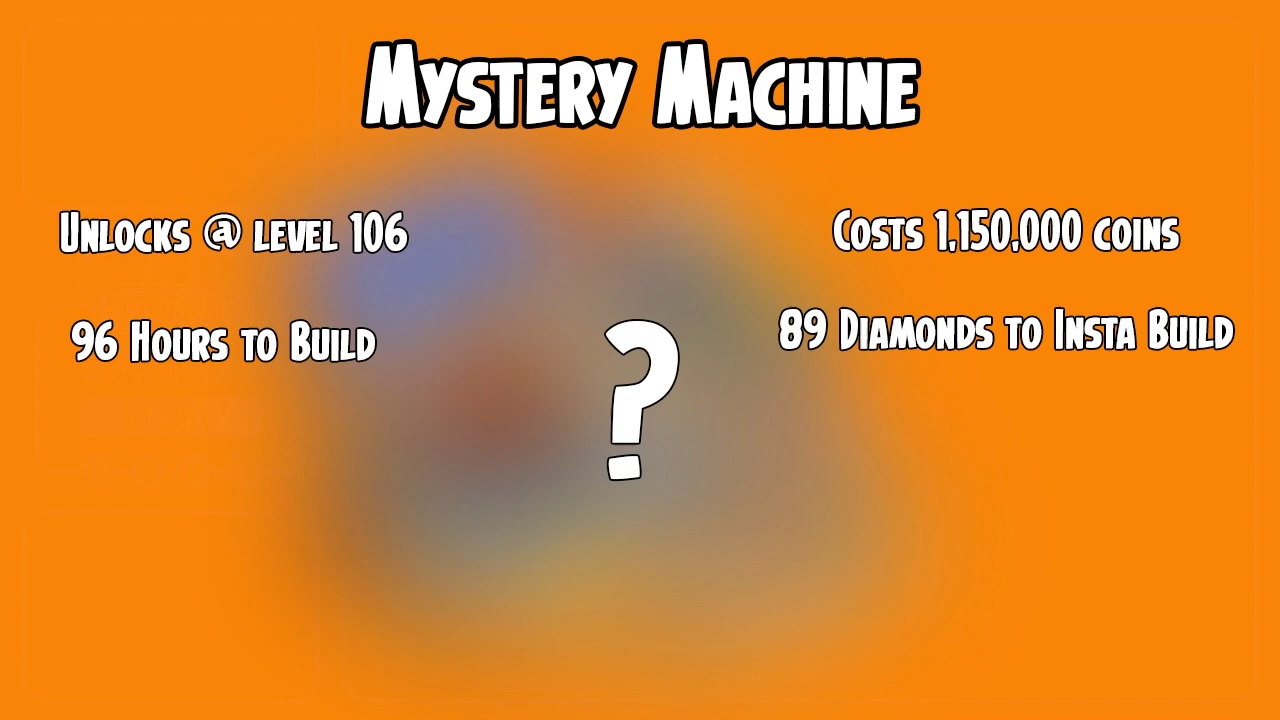 Mystery Machine
Unlocks @ level 106
Costs 1,150,000 coins
96 Hours to Build
89 Diamonds to Insta Build
?